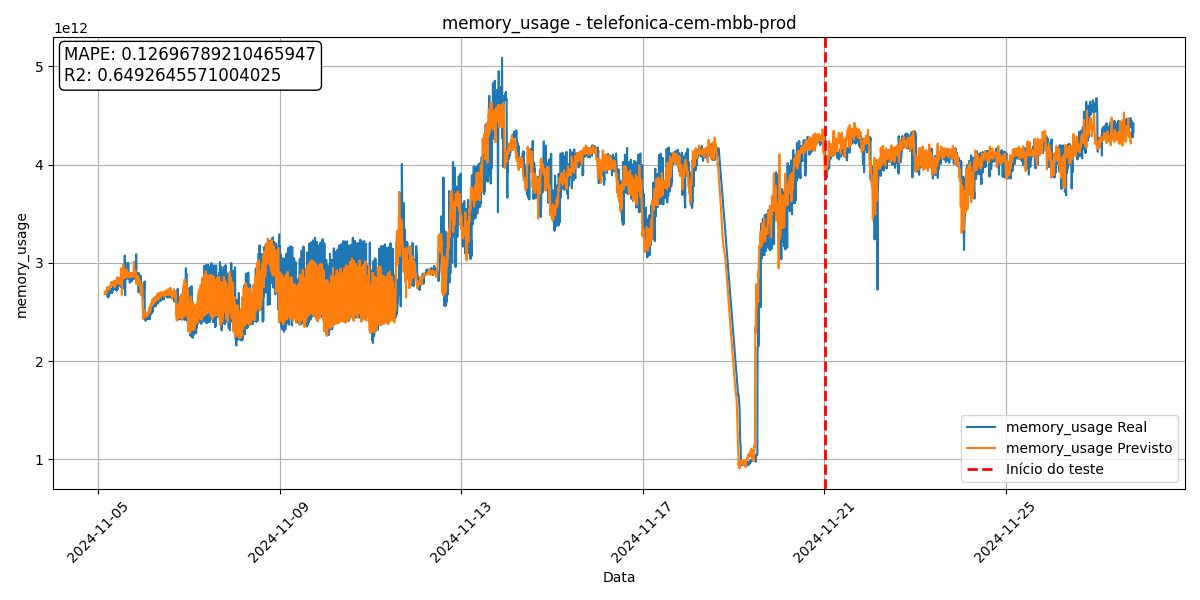 memory_usage - telefonica-cem-mbb-prod
1e12
MAPE: 0.12696789210465947
R2: 0.6492645571004025
5
4
3
2
1
memory_usage
memory_usage Real
memory_usage Previsto
Início do teste
2024-11-05
2024-11-09
2024-11-13
2024-11-17
2024-11-21
2024-11-25
Data